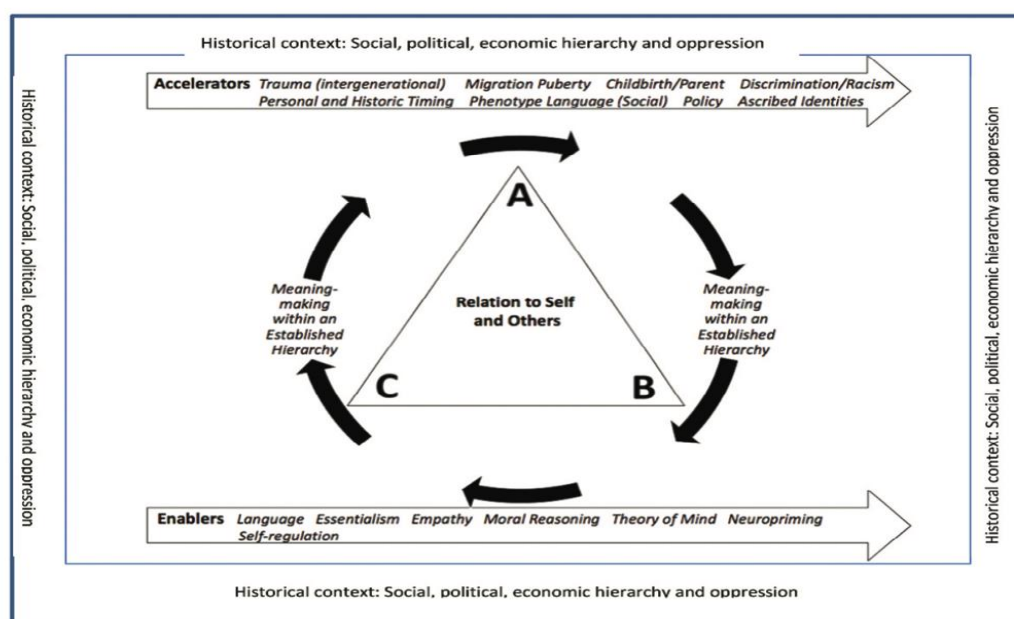 Historical context: Social, political, economic hierarchy and oppression
Accelerators Trauma (intergenerational) Migration Puberty Childbirth/Parent Discrimination/Racism
Personal and Historic Timing Phenotype Language (Social) Policy Ascribed Identities
Historical context: Social, political, economic hierarchy and oppression
Historical context: Social, political, economic hierarchy and oppression
A
Meaning-
making
within an
Established
Hierarchy
Relation to Self
and Others
Meaning-
making
within an
Established
Hierarchy
C
B
Enablers Language Essentialism Empathy Moral Reasoning Theory of Mind Neuropriming
Self-regulation
Historical context: Social, political, economic hierarchy and oppression